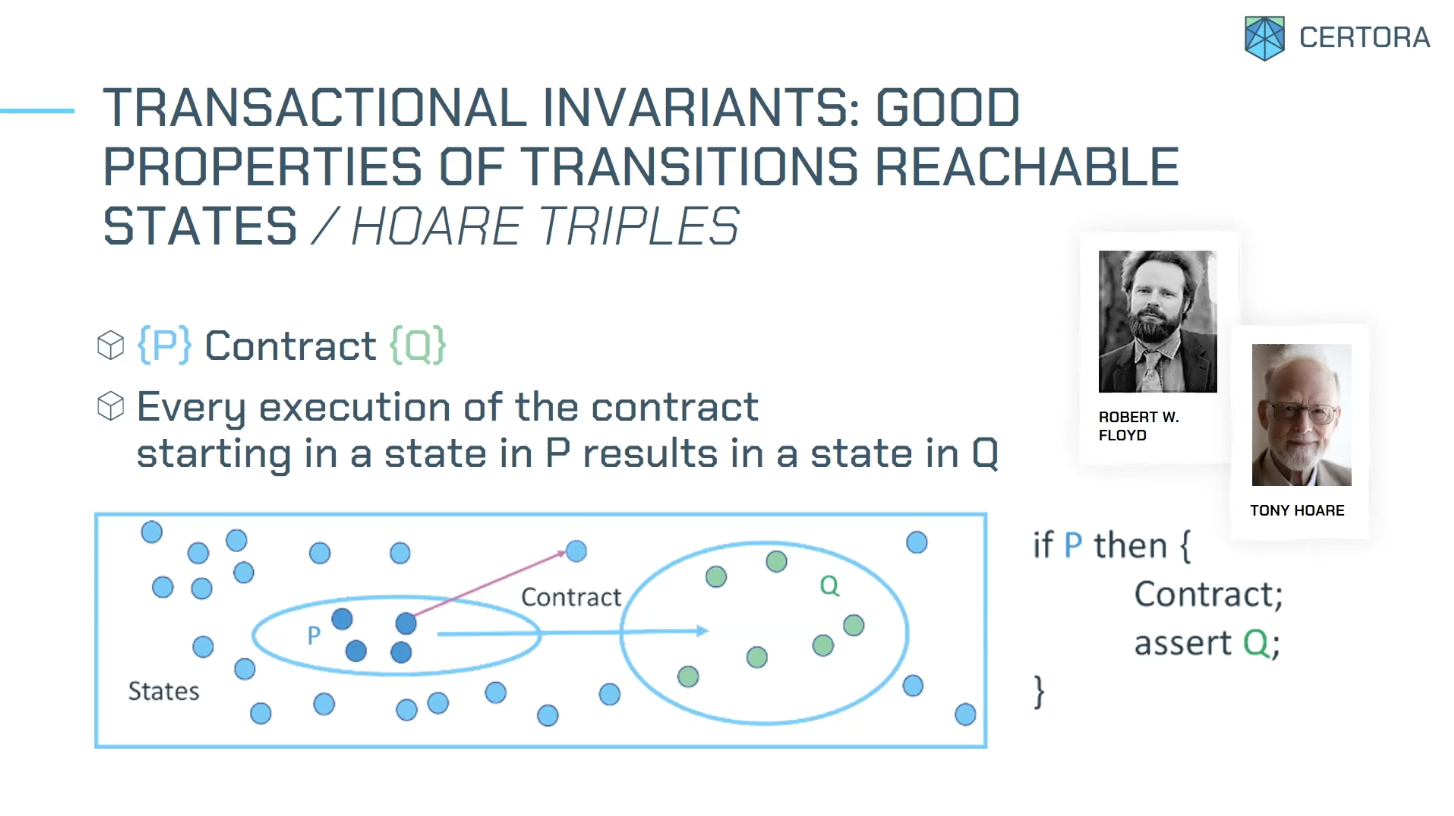 CERTORA
TRANSACTIONAL INVARIANTS: GOOD
PROPERTIES OF TRANSITIONS REACHABLE
STATES / HOARE TRIPLES
{P} Contract {Q}
Every execution of the contract
starting in a state in P results in a state in Q
ROBERT W.
FLOYD
TONY HOARE
Contract
Q
P
States
if P then {
Contract;
assert Q;
}